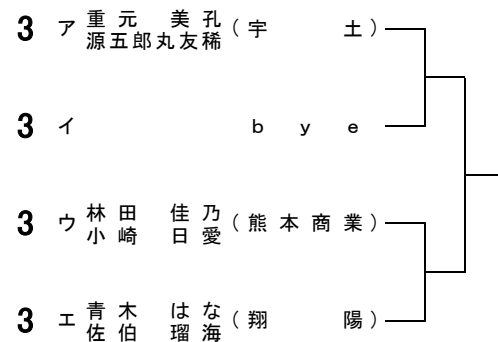 3 ア 重元 美孔 (宇土)
源五郎丸友稀
3 イ bye
3 ウ 林田 佳乃 (熊本商業)
小崎 日愛
3 エ 青木 はな (翔陽)
佐伯 瑠海